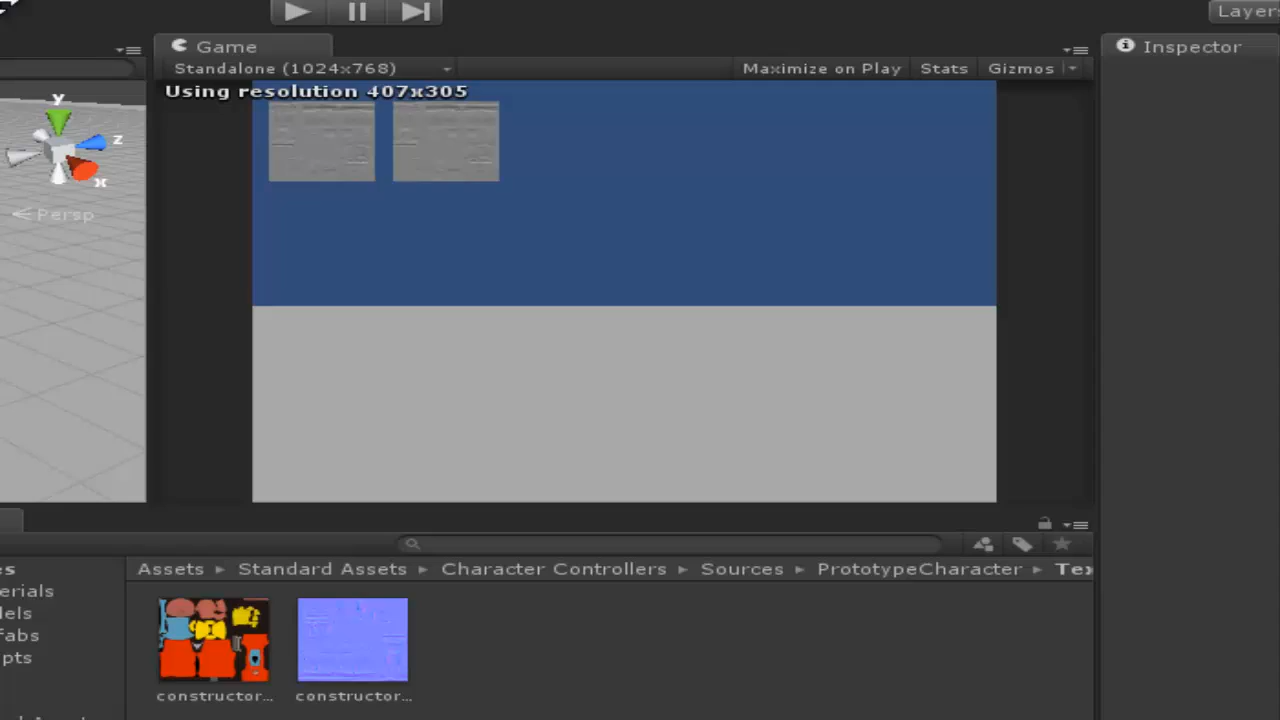 Layer
Game
Inspector
Standalone (1024x768)
Maximize on Play
Stats
Gizmos
Using resolution 407x305
y
z
x
Persp
es
Assets
Standard Assets
Character Controllers
Sources
PrototypeCharacter
Tex
erials
dels
fabs
pts
constructor...
constructor...